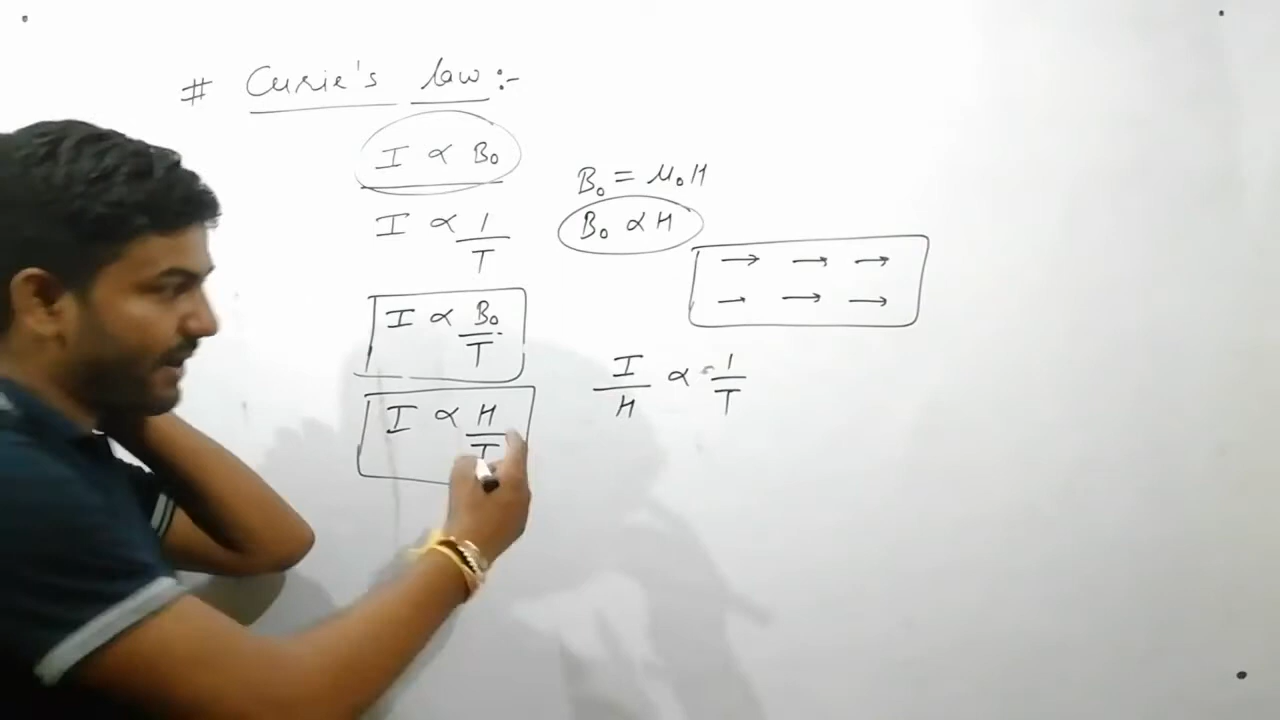 # Curie's law :-
I ∝ B₀
I ∝ 1/T
I ∝ B₀/T
I ∝ H/T
B₀ = μ₀H
B₀ ∝ H
I/H ∝ 1/T